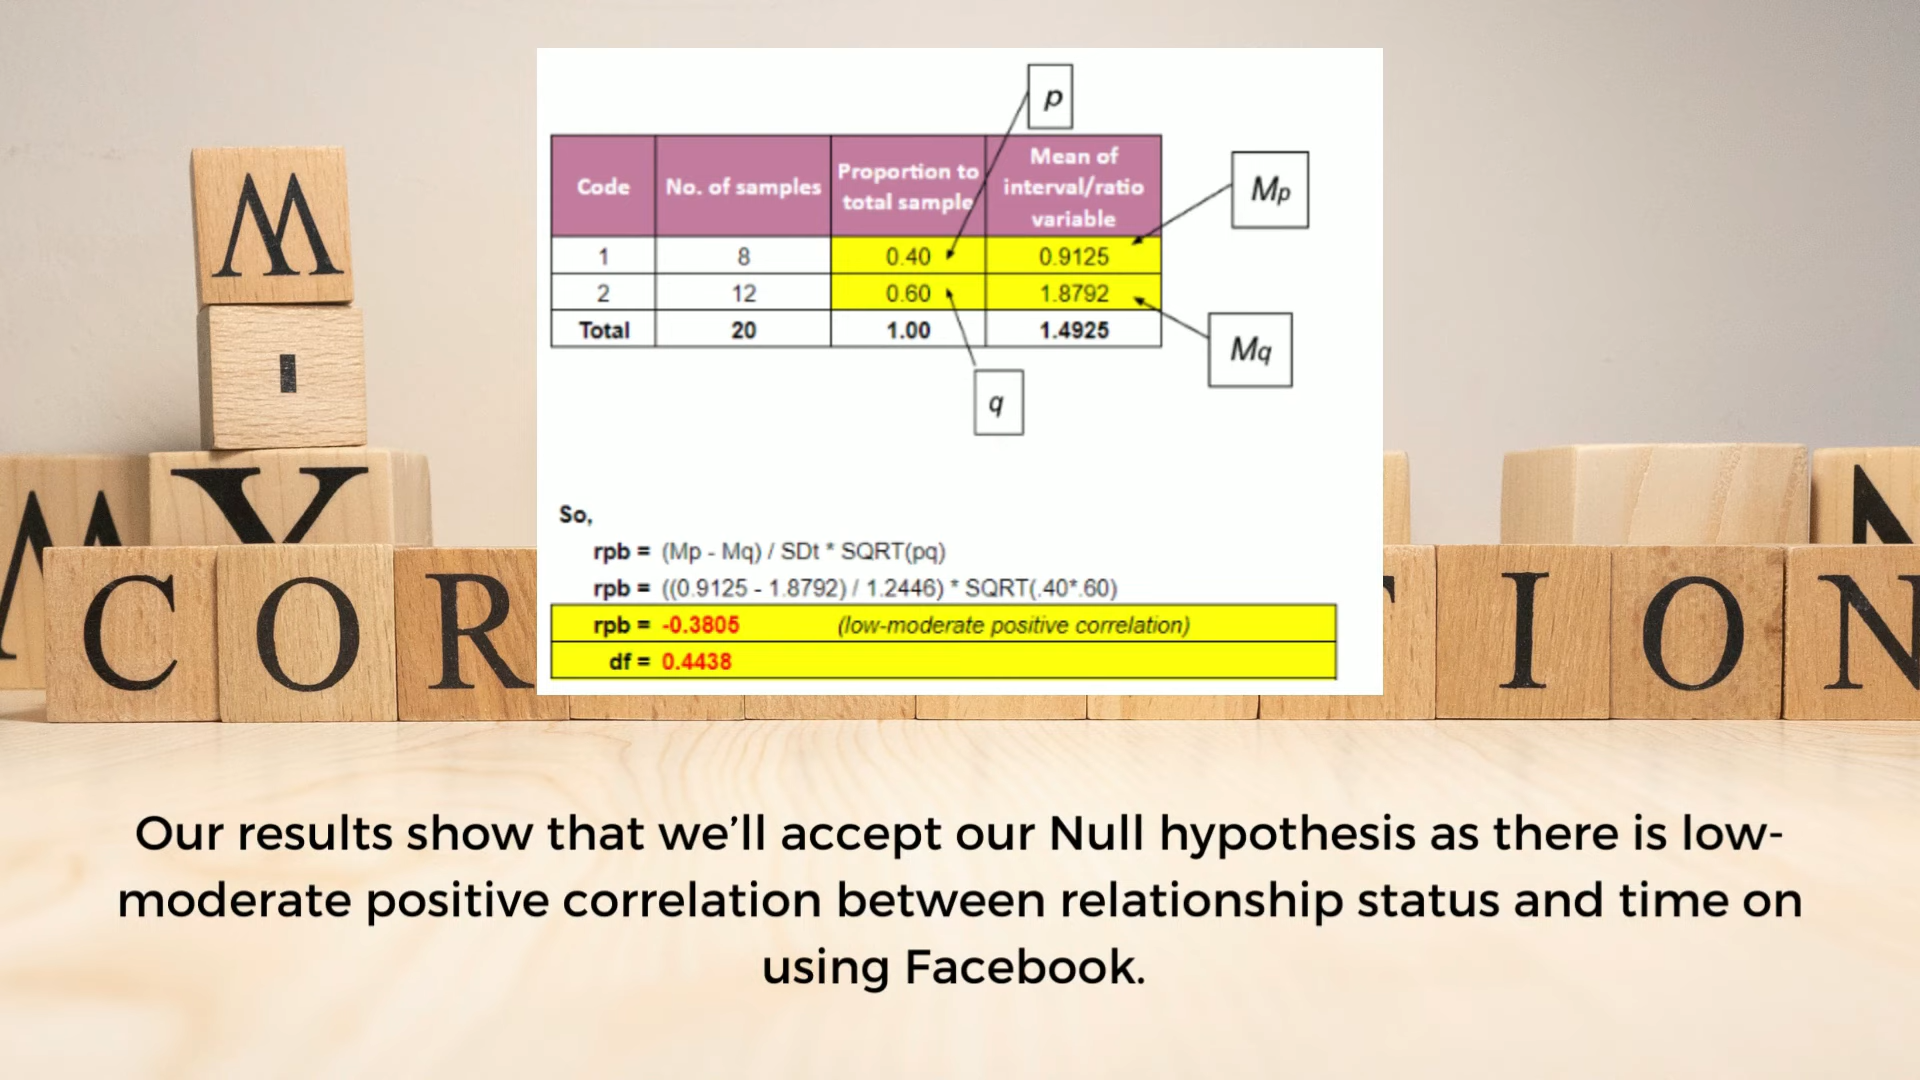 p
Code No. of samples Proportion to total sample Mean of interval/ratio variable
Mp
1 8 0.40 0.9125
2 12 0.60 1.8792
Total 20 1.00 1.4925
Mq
q
So,
rpb = (Mp - Mq) / SDt * SQRT(pq)
rpb = ((0.9125 - 1.8792) / 1.2446) * SQRT(.40*.60)
rpb = -0.3805 (low-moderate positive correlation)
df = 0.4438
M
I
M Y N
C O R I O N
Our results show that we’ll accept our Null hypothesis as there is low-
moderate positive correlation between relationship status and time on
using Facebook.